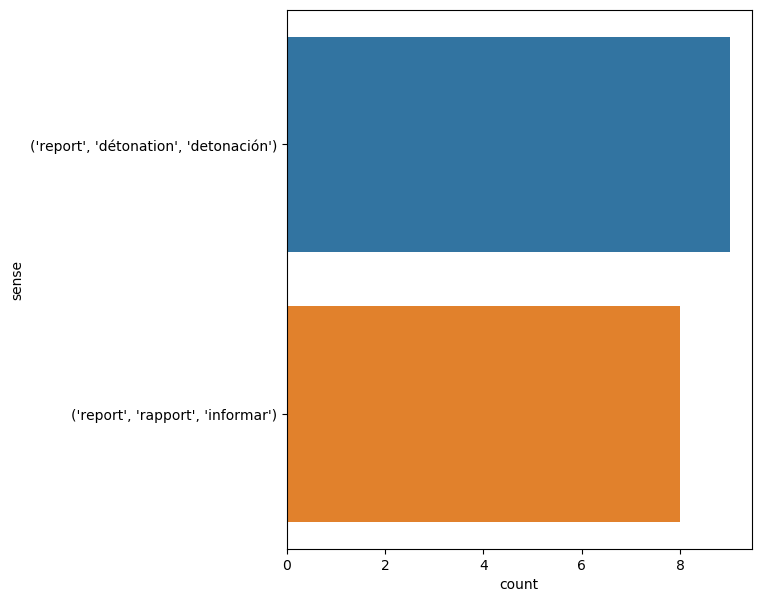 ('report', 'détonation', 'detonación')
('report', 'rapport', 'informar')
sense
0 2 4 6 8
count